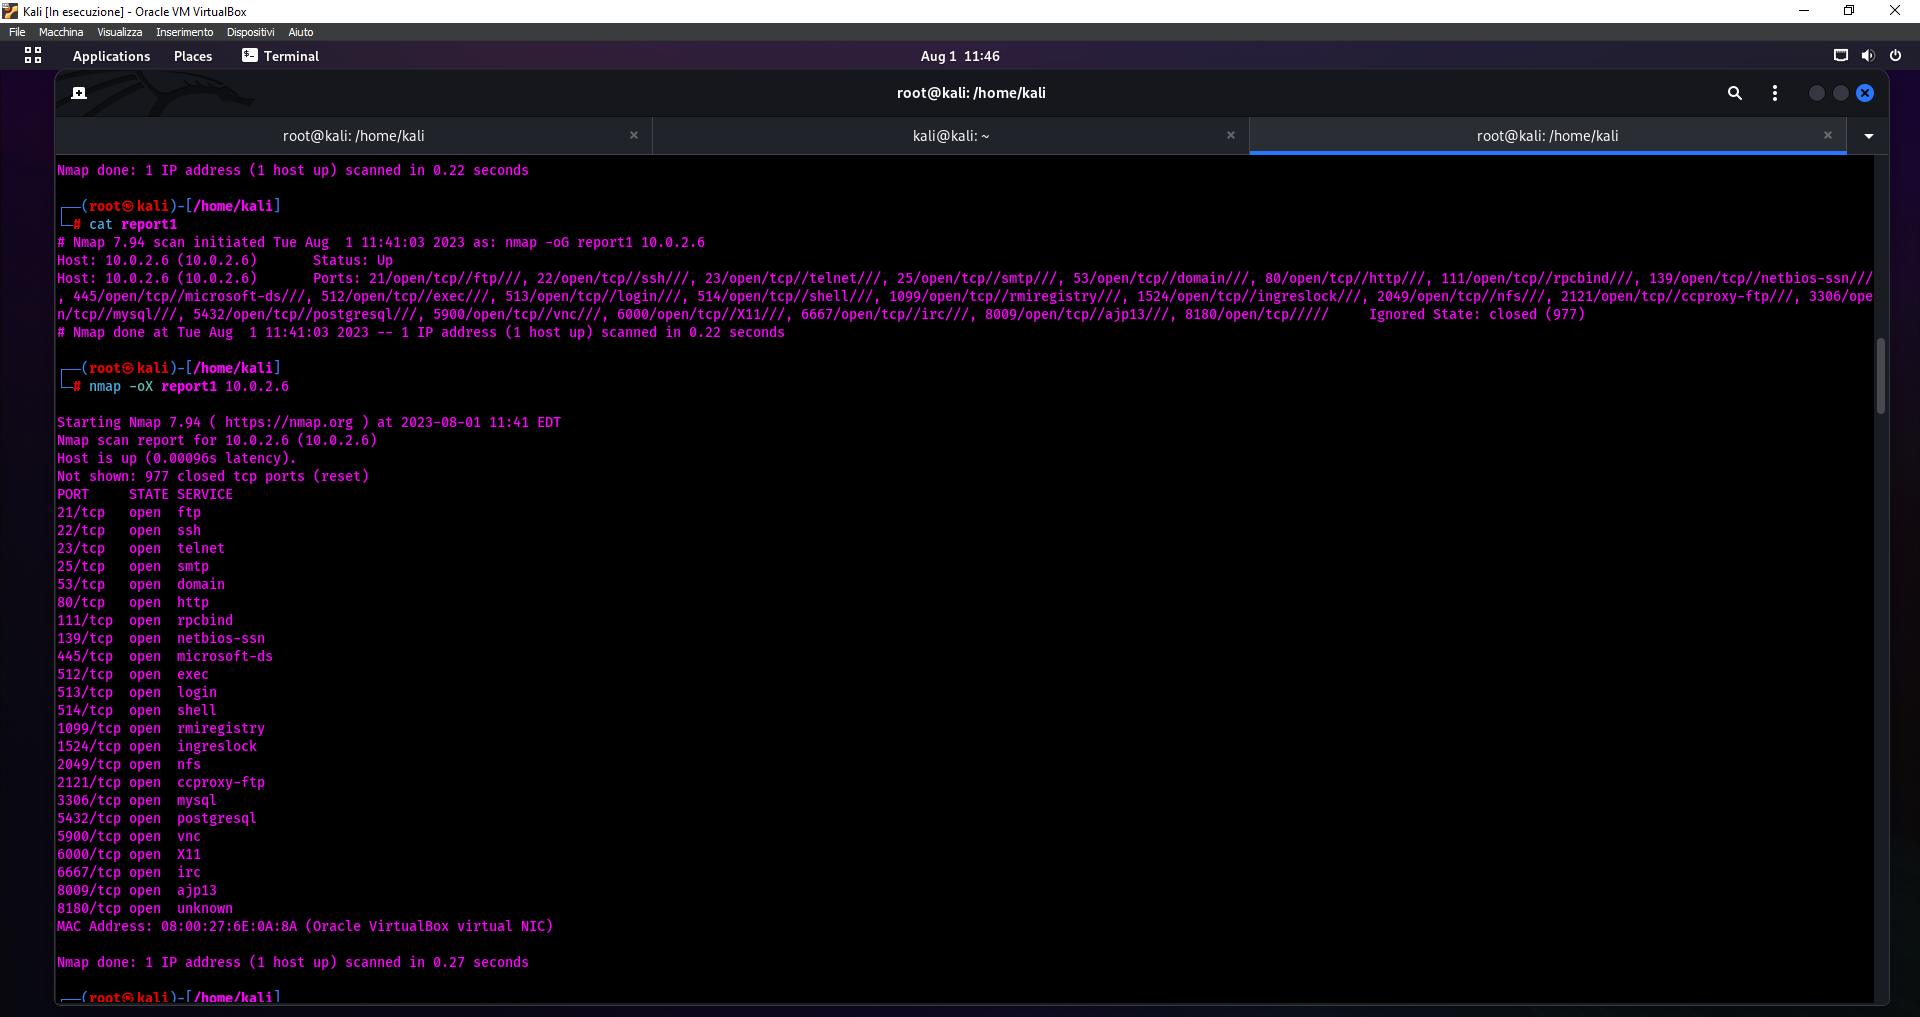 Kali [In esecuzione] - Oracle VM VirtualBox
File Macchina Visualizza Inserimento Dispositivi Aiuto
Applications Places Terminal Aug 1 11:46
root@kali: /home/kali
root@kali: /home/kali kali@kali: ~ root@kali: /home/kali
Nmap done: 1 IP address (1 host up) scanned in 0.22 seconds
┌──(root㉿kali)-[/home/kali]
└─# cat report1
# Nmap 7.94 scan initiated Tue Aug  1 11:41:03 2023 as: nmap -oG report1 10.0.2.6
Host: 10.0.2.6 (10.0.2.6)       Status: Up
Host: 10.0.2.6 (10.0.2.6)       Ports: 21/open/tcp//ftp///, 22/open/tcp//ssh///, 23/open/tcp//telnet///, 25/open/tcp//smtp///, 53/open/tcp//domain///, 80/open/tcp//http///, 111/open/tcp//rpcbind///, 139/open/tcp//netbios-ssn///
, 445/open/tcp//microsoft-ds///, 512/open/tcp//exec///, 513/open/tcp//login///, 514/open/tcp//shell///, 1099/open/tcp//rmiregistry///, 1524/open/tcp//ingreslock///, 2049/open/tcp//nfs///, 2121/open/tcp//ccproxy-ftp///, 3306/ope
n/tcp//mysql///, 5432/open/tcp//postgresql///, 5900/open/tcp//vnc///, 6000/open/tcp//X11///, 6667/open/tcp//irc///, 8009/open/tcp//ajp13///, 8180/open/tcp/////     Ignored State: closed (977)
# Nmap done at Tue Aug  1 11:41:03 2023 -- 1 IP address (1 host up) scanned in 0.22 seconds
┌──(root㉿kali)-[/home/kali]
└─# nmap -oX report1 10.0.2.6
Starting Nmap 7.94 ( https://nmap.org ) at 2023-08-01 11:41 EDT
Nmap scan report for 10.0.2.6 (10.0.2.6)
Host is up (0.00096s latency).
Not shown: 977 closed tcp ports (reset)
PORT     STATE SERVICE
21/tcp   open  ftp
22/tcp   open  ssh
23/tcp   open  telnet
25/tcp   open  smtp
53/tcp   open  domain
80/tcp   open  http
111/tcp  open  rpcbind
139/tcp  open  netbios-ssn
445/tcp  open  microsoft-ds
512/tcp  open  exec
513/tcp  open  login
514/tcp  open  shell
1099/tcp open  rmiregistry
1524/tcp open  ingreslock
2049/tcp open  nfs
2121/tcp open  ccproxy-ftp
3306/tcp open  mysql
5432/tcp open  postgresql
5900/tcp open  vnc
6000/tcp open  X11
6667/tcp open  irc
8009/tcp open  ajp13
8180/tcp open  unknown
MAC Address: 08:00:27:6E:0A:8A (Oracle VirtualBox virtual NIC)
Nmap done: 1 IP address (1 host up) scanned in 0.27 seconds
┌──(root㉿kali)-[/home/kali]